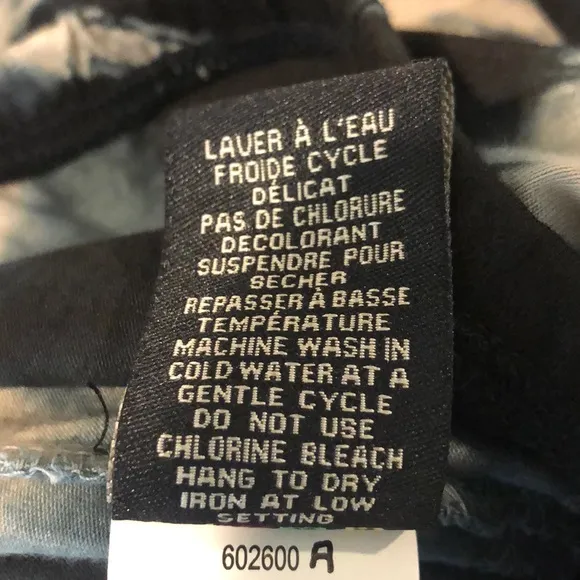 LAVER À L'EAU
FROIDE CYCLE
DÉLICAT
PAS DE CHLORURE
DECOLORANT
SUSPENDRE POUR
SECHER
REPASSER À BASSE
TEMPÉRATURE
MACHINE WASH IN
COLD WATER AT A
GENTLE CYCLE
DO NOT USE
CHLORINE BLEACH
HANG TO DRY
IRON AT LOW
SETTING
602600 A